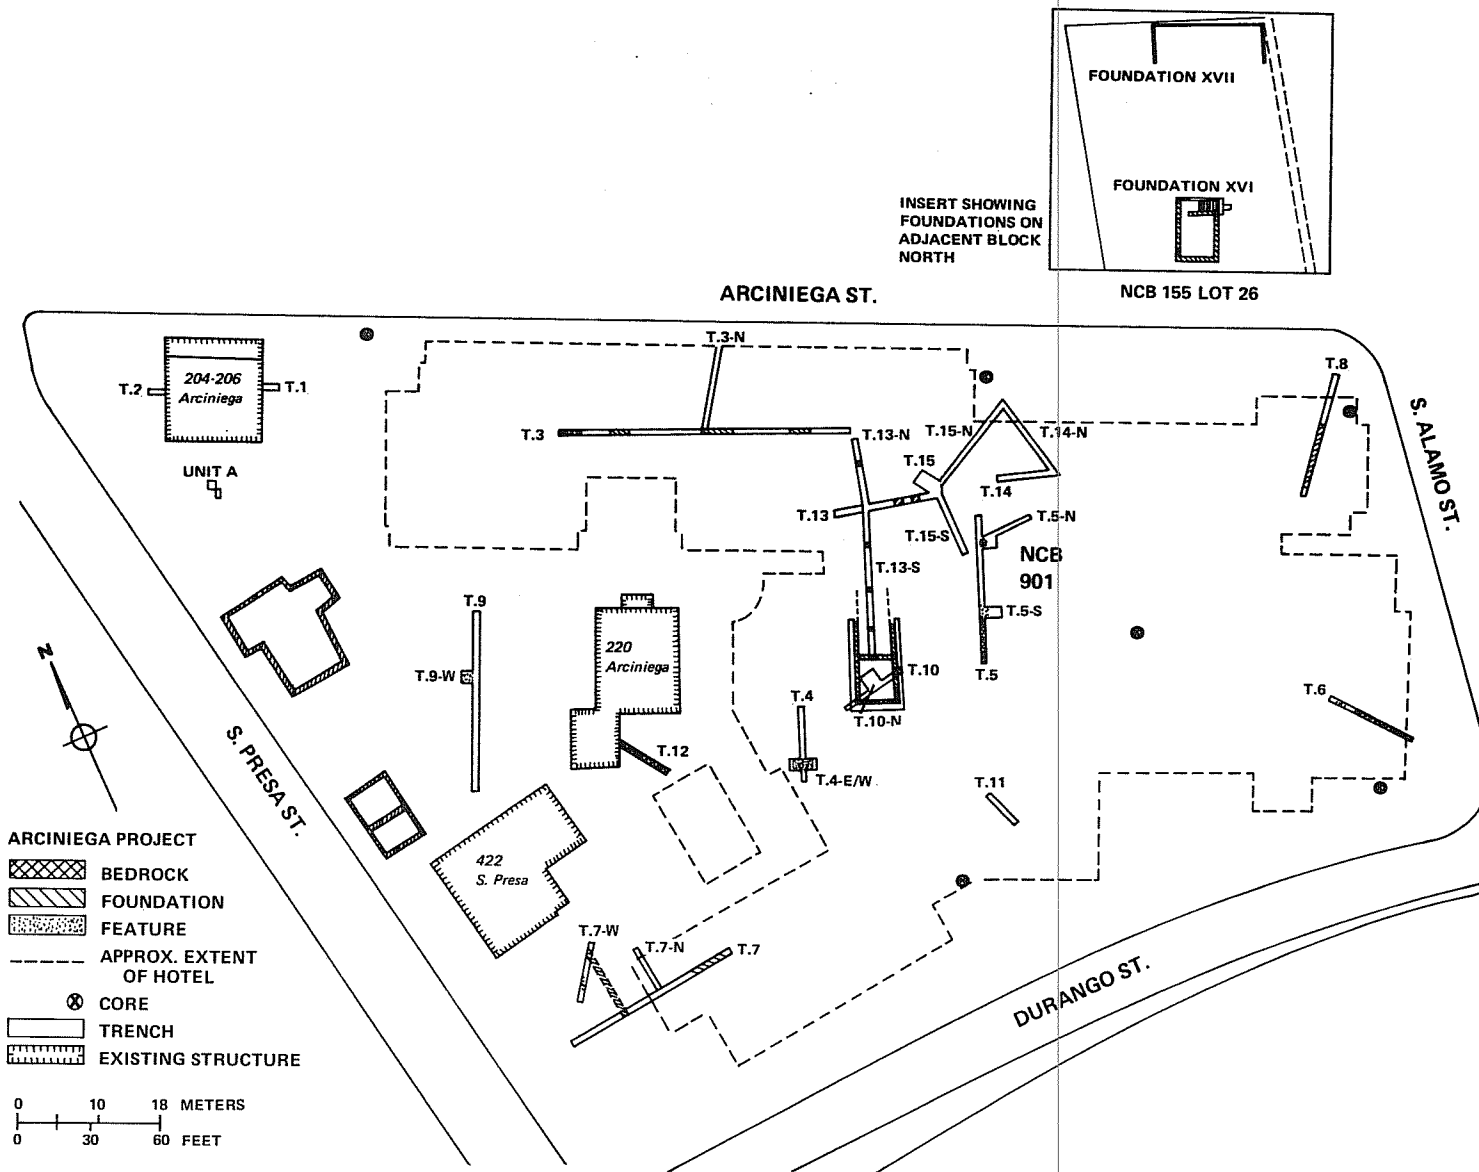 FOUNDATION XVII
FOUNDATION XVI
INSERT SHOWING
FOUNDATIONS ON
ADJACENT BLOCK
NORTH
NCB 155 LOT 26
ARCINIEGA ST.
T.3-N
T.8
T.2
204-206
Arciniega
T.1
S. ALAMO ST.
T.3
T.13-N
T.15-N
T.14-N
UNIT A
T.15
T.14
T.13
T.15-S
T.5-N
NCB
901
T.13-S
T.9
T.5-S
220
Arciniega
T.9-W
T.10
T.5
T.4
T.6
T.10-N
N
T.12
T.4-E/W
T.11
S. PRESA ST.
422
S. Presa
T.7-W
T.7-N
T.7
DURANGO ST.
ARCINIEGA PROJECT
BEDROCK
FOUNDATION
FEATURE
APPROX. EXTENT
OF HOTEL
CORE
TRENCH
EXISTING STRUCTURE
0 10 18 METERS
0 30 60 FEET